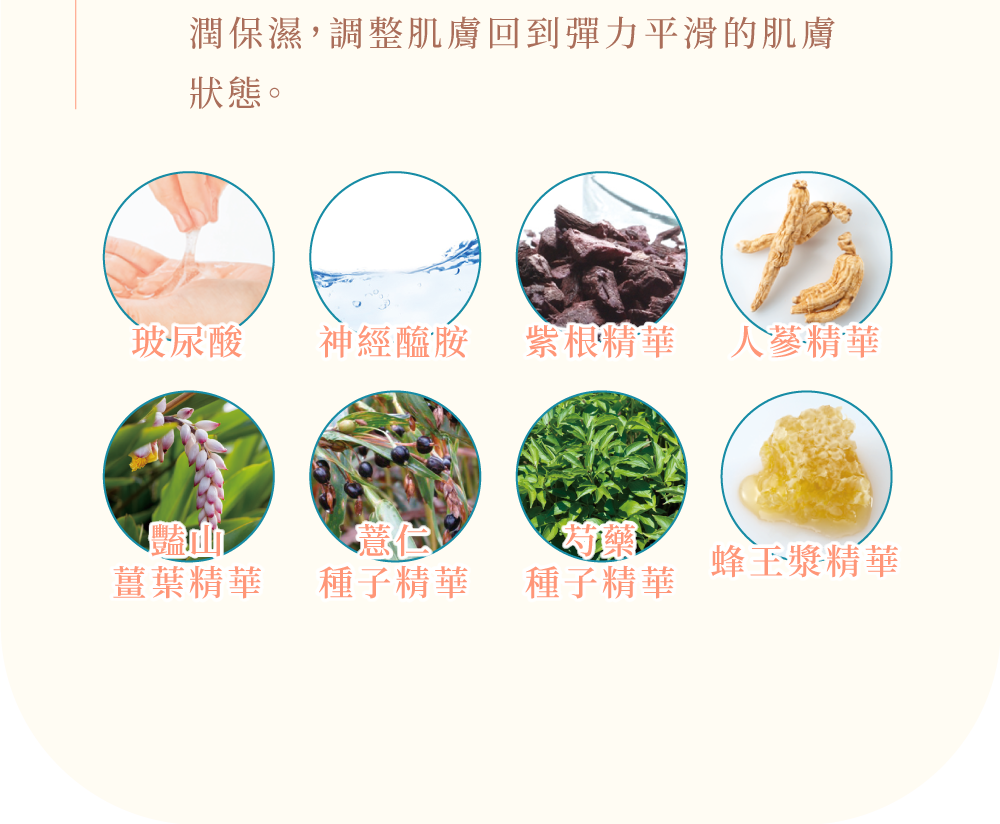 潤保濕，調整肌膚回到彈力平滑的肌膚
狀態。
玻尿酸
神經醯胺
紫根精華
人蔘精華
豔山
薑葉精華
薏仁
種子精華
芍藥
種子精華
蜂王漿精華